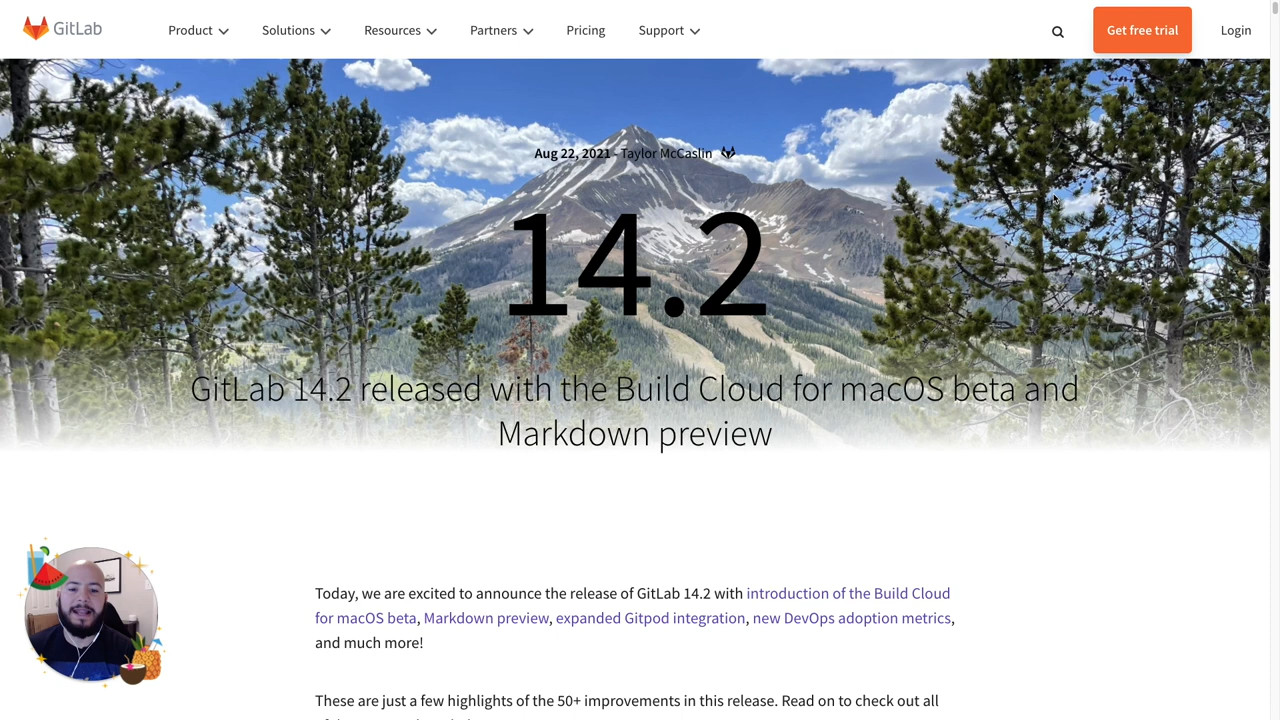 GitLab
Product
Solutions
Resources
Partners
Pricing
Support
Get free trial
Login
Aug 22, 2021 - Taylor McCaslin
14.2
GitLab 14.2 released with the Build Cloud for macOS beta and
Markdown preview
Today, we are excited to announce the release of GitLab 14.2 with introduction of the Build Cloud
for macOS beta, Markdown preview, expanded Gitpod integration, new DevOps adoption metrics,
and much more!
These are just a few highlights of the 50+ improvements in this release. Read on to check out all